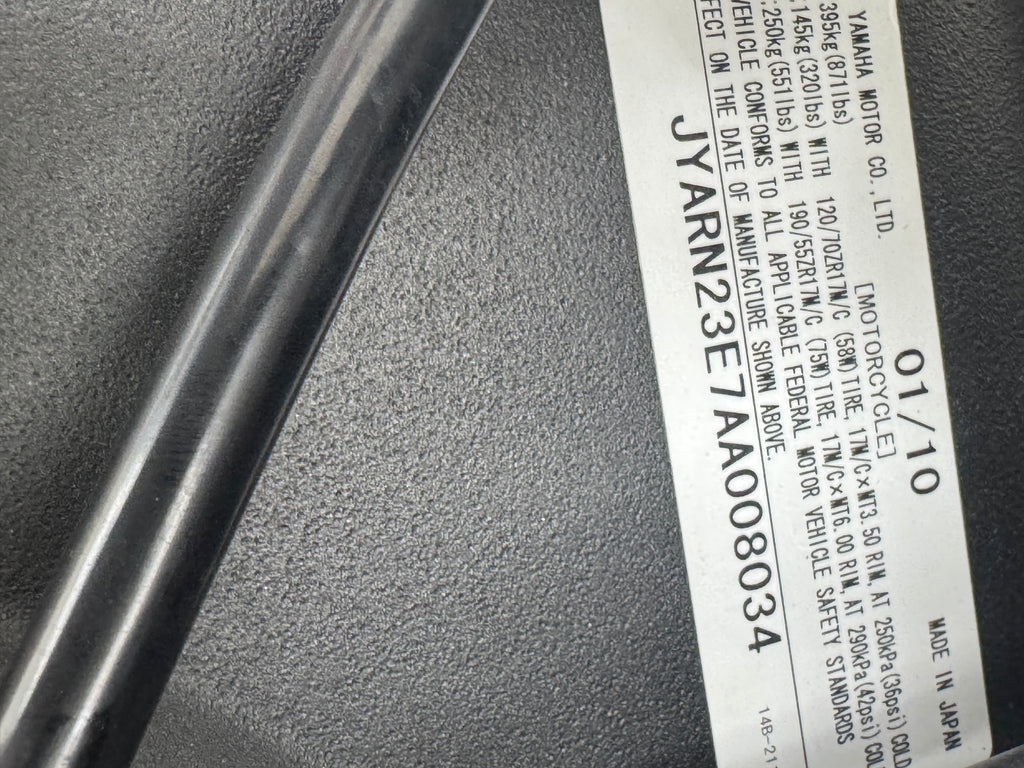 YAMAHA MOTOR CO.,LTD. 01/10 MADE IN JAPAN
395kg(871lbs) [MOTORCYCLE]
145kg(320lbs) WITH 120/70ZR17M/C (58W)TIRE, 17M/C×MT3.50 RIM, AT 250kPa(36psi) COLD
:250kg(551lbs) WITH 190/55ZR17M/C (75W)TIRE, 17M/C×MT6.00 RIM, AT 290kPa(42psi) COL
VEHICLE CONFORMS TO ALL APPLICABLE FEDERAL MOTOR VEHICLE SAFETY STANDARDS
FECT ON THE DATE OF MANUFACTURE SHOWN ABOVE.
JYARN23E7AA008034
14B-21